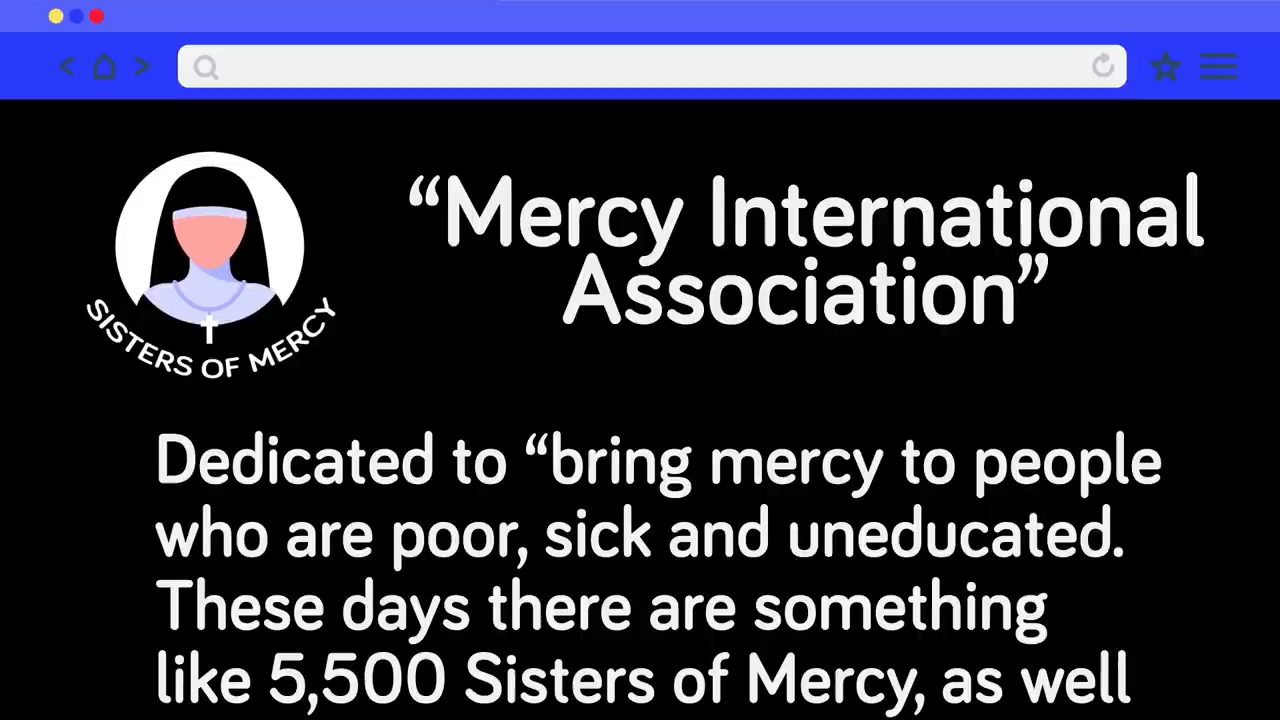 “Mercy International
Association”
SISTERS OF MERCY
Dedicated to “bring mercy to people
who are poor, sick and uneducated.
These days there are something
like 5,500 Sisters of Mercy, as well